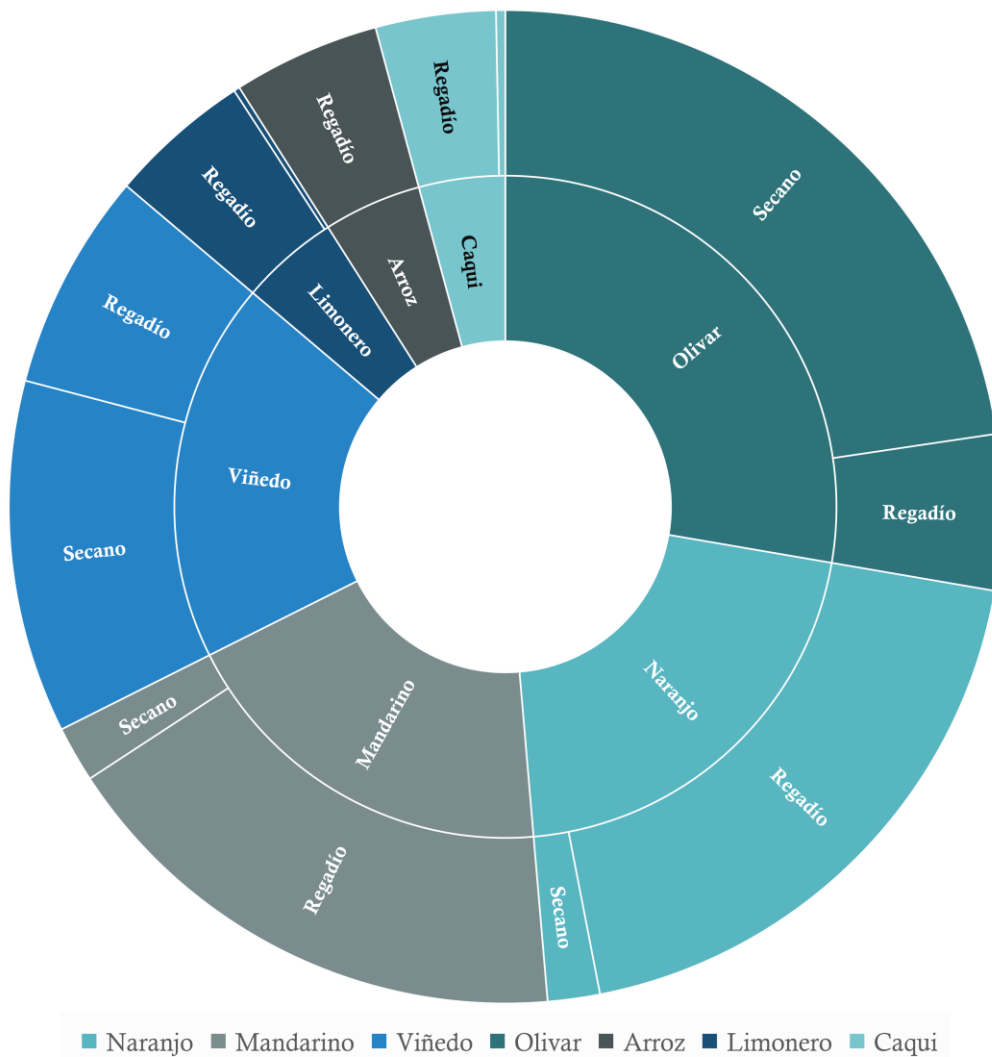 Secano
Olivar
Regadío
Naranjo
Regadío
Secano
Mandarino
Regadío
Secano
Viñedo
Secano
Regadío
Limonero
Regadío
Arroz
Regadío
Caqui
Regadío
Naranjo Mandarino Viñedo Olivar Arroz Limonero Caqui